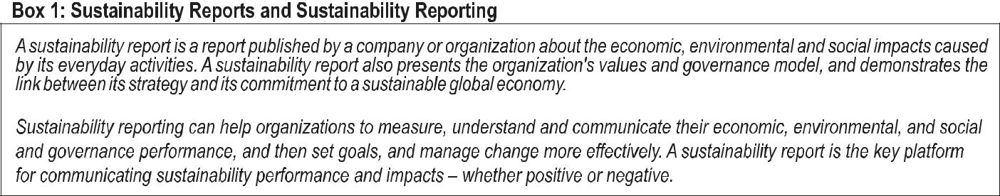 Box 1: Sustainability Reports and Sustainability Reporting
A sustainability report is a report published by a company or organization about the economic, environmental and social impacts caused
by its everyday activities. A sustainability report also presents the organization's values and governance model, and demonstrates the
link between its strategy and its commitment to a sustainable global economy.
Sustainability reporting can help organizations to measure, understand and communicate their economic, environmental, and social
and governance performance, and then set goals, and manage change more effectively. A sustainability report is the key platform
for communicating sustainability performance and impacts – whether positive or negative.